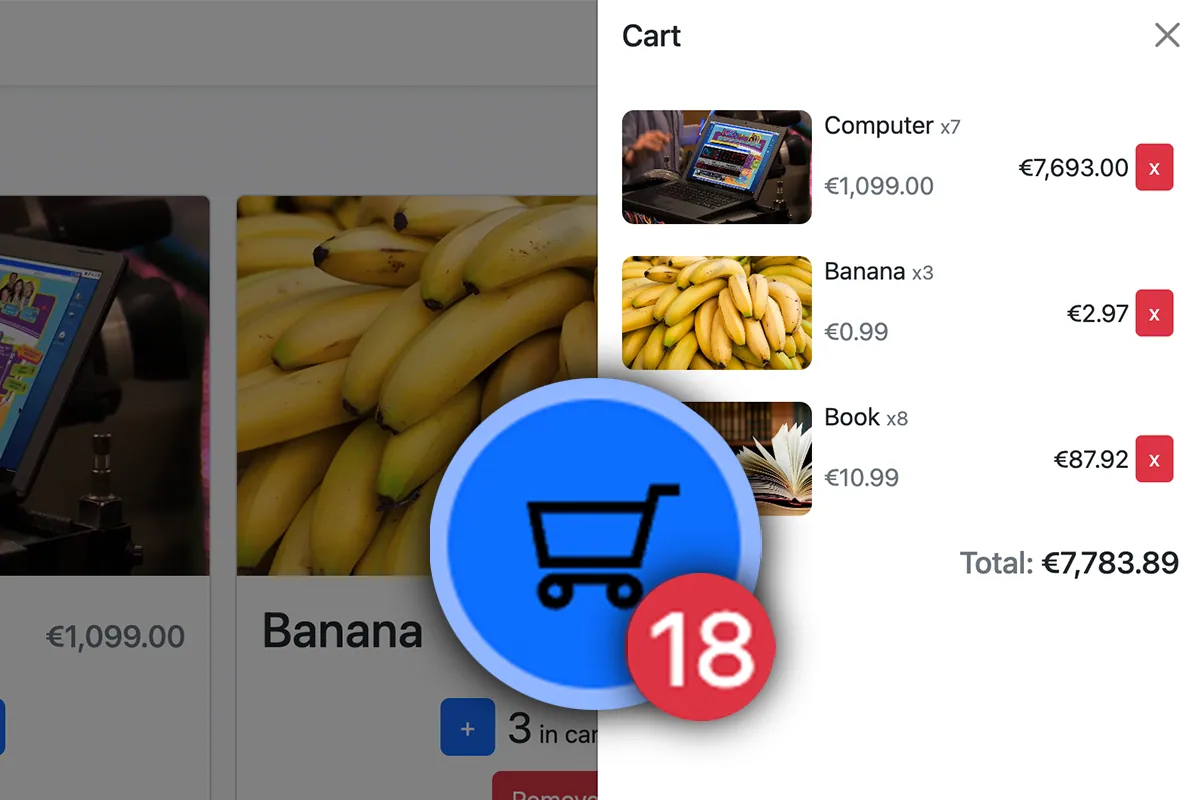 Cart
Computer x7
€1,099.00
€7,693.00
x
Banana x3
€0.99
€2.97
x
Book x8
€10.99
€87.92
x
Total: €7,783.89
18
€1,099.00
Banana
+
3 in car
Remove